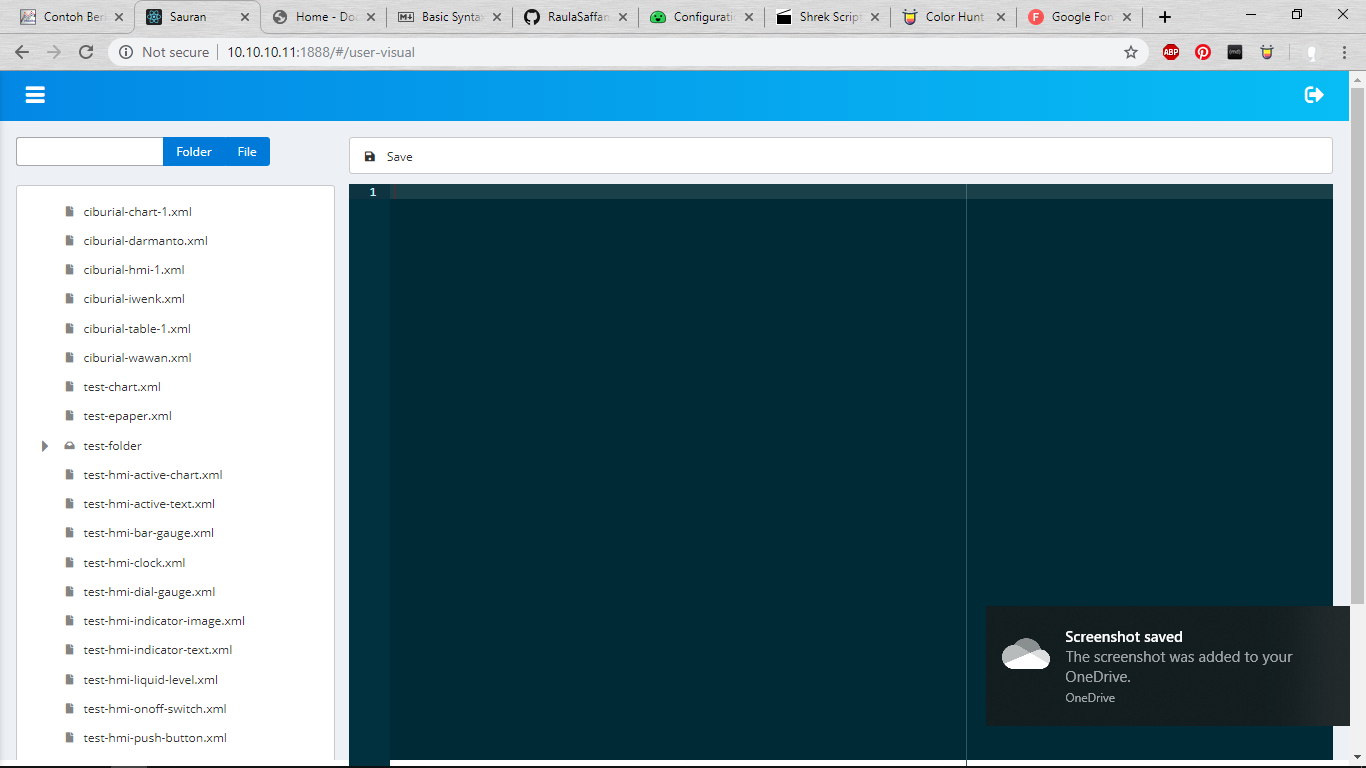 Contoh Ber
Sauran
Home - Do
Basic Synta
RaulaSaffan
Configurati
Shrek Script
Color Hunt
Google Fon
Not secure
10.10.10.11:1888/#/user-visual
ABP
Folder
File
Save
1
ciburial-chart-1.xml
ciburial-darmanto.xml
ciburial-hmi-1.xml
ciburial-iwenk.xml
ciburial-table-1.xml
ciburial-wawan.xml
test-chart.xml
test-epaper.xml
test-folder
test-hmi-active-chart.xml
test-hmi-active-text.xml
test-hmi-bar-gauge.xml
test-hmi-clock.xml
test-hmi-dial-gauge.xml
test-hmi-indicator-image.xml
test-hmi-indicator-text.xml
test-hmi-liquid-level.xml
test-hmi-onoff-switch.xml
test-hmi-push-button.xml
Screenshot saved
The screenshot was added to your
OneDrive.
OneDrive